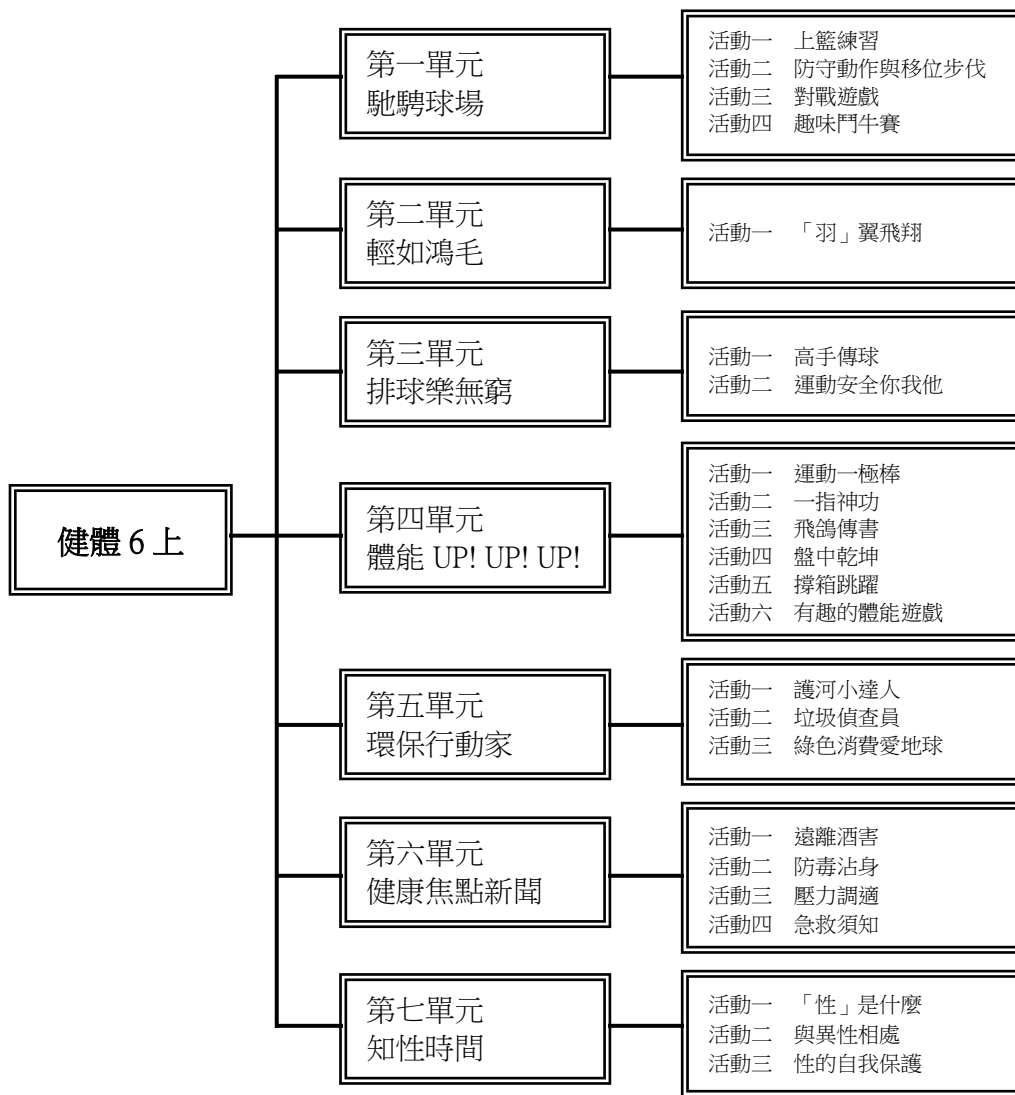 健體 6 上
第一單元
馳騁球場
活動一　上籃練習
活動二　防守動作與移位步伐
活動三　對戰遊戲
活動四　趣味鬥牛賽
第二單元
輕如鴻毛
活動一　「羽」翼飛翔
第三單元
排球樂無窮
活動一　高手傳球
活動二　運動安全你我他
第四單元
體能 UP! UP! UP!
活動一　運動一極棒
活動二　一指神功
活動三　飛鴿傳書
活動四　盤中乾坤
活動五　撐箱跳躍
活動六　有趣的體能遊戲
第五單元
環保行動家
活動一　護河小達人
活動二　垃圾偵查員
活動三　綠色消費愛地球
第六單元
健康焦點新聞
活動一　遠離酒害
活動二　防毒沾身
活動三　壓力調適
活動四　急救須知
第七單元
知性時間
活動一　「性」是什麼
活動二　與異性相處
活動三　性的自我保護